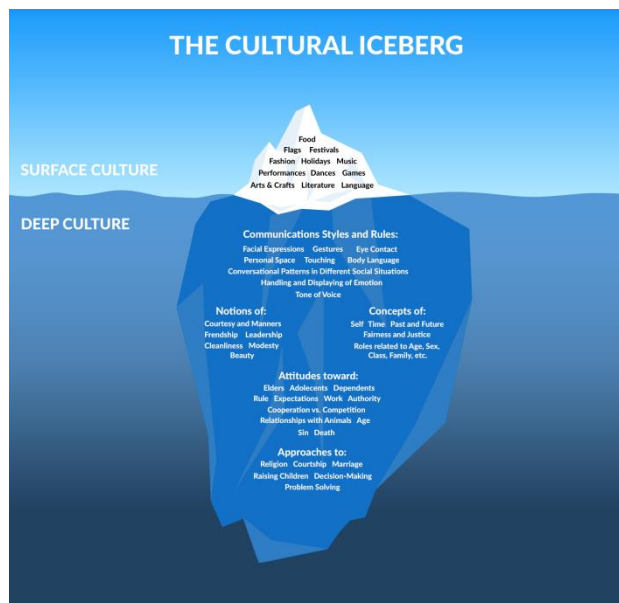 THE CULTURAL ICEBERG
Food
Flags Festivals
Fashion Holidays Music
Performances Dances Games
Arts & Crafts Literature Language
SURFACE CULTURE
DEEP CULTURE
Communications Styles and Rules:
Facial Expressions Gestures Eye Contact
Personal Space Touching Body Language
Conversational Patterns in Different Social Situations
Handling and Displaying of Emotion
Tone of Voice
Notions of:
Courtesy and Manners
Frendship Leadership
Cleanliness Modesty
Beauty
Concepts of:
Self Time Past and Future
Fairness and Justice
Roles related to Age, Sex,
Class, Family, etc.
Attitudes toward:
Elders Adolecents Dependents
Rule Expectations Work Authority
Cooperation vs. Competition
Relationships with Animals Age
Sin Death
Approaches to:
Religion Courtship Marriage
Raising Children Decision-Making
Problem Solving